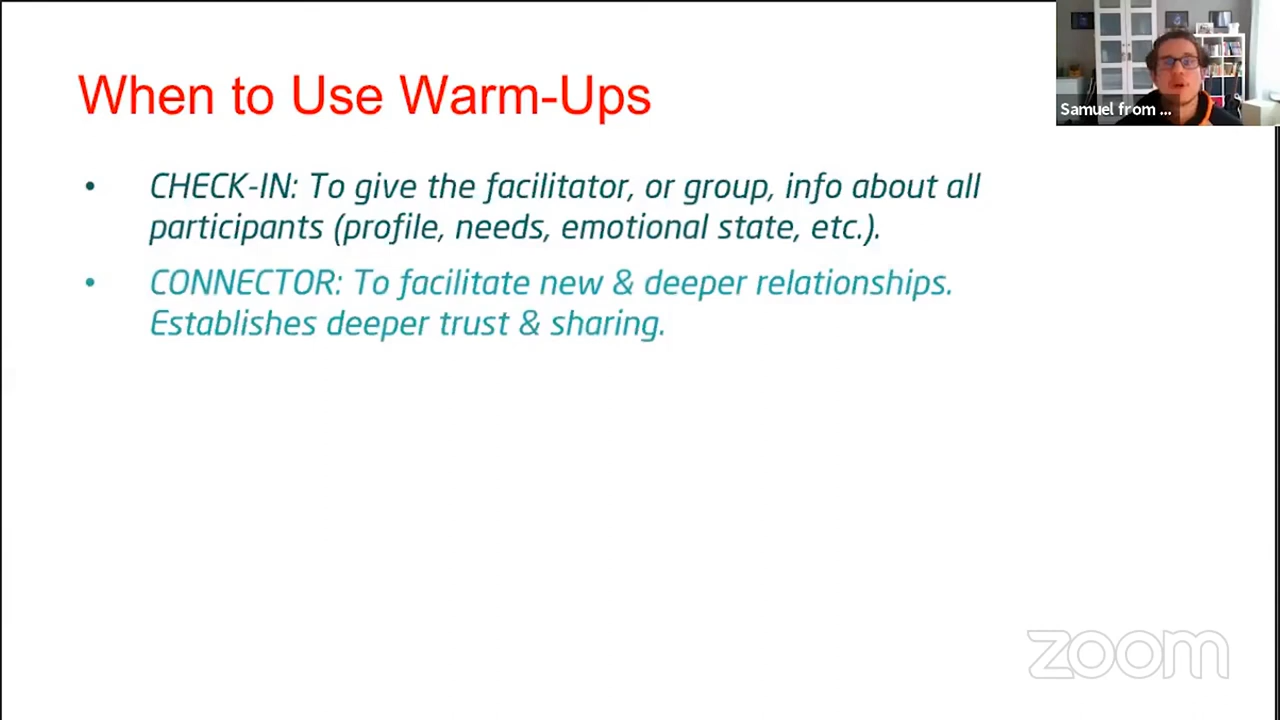 When to Use Warm-Ups
Samuel from ...
• CHECK-IN: To give the facilitator, or group, info about all
participants (profile, needs, emotional state, etc.).
• CONNECTOR: To facilitate new & deeper relationships.
Establishes deeper trust & sharing.
zoom